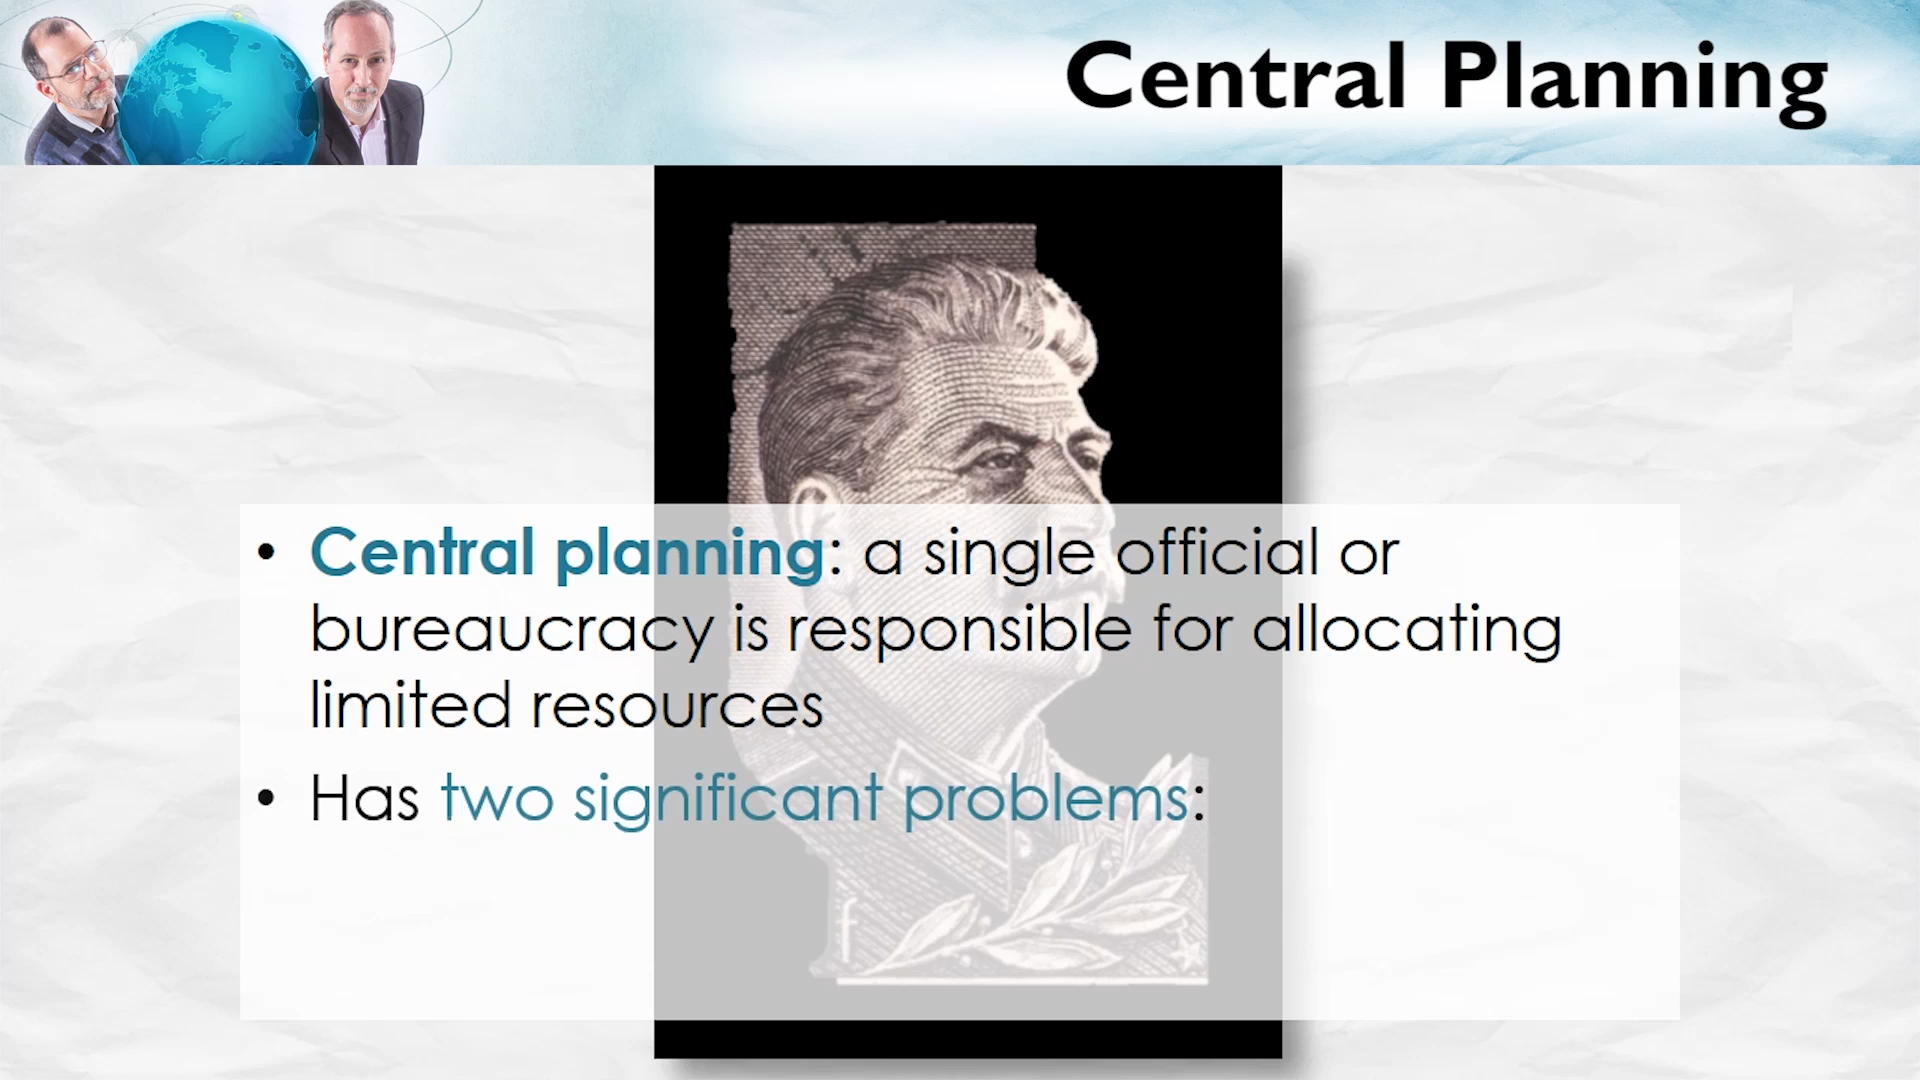 Central Planning
• Central planning: a single official or
bureaucracy is responsible for allocating
limited resources
• Has two significant problems: